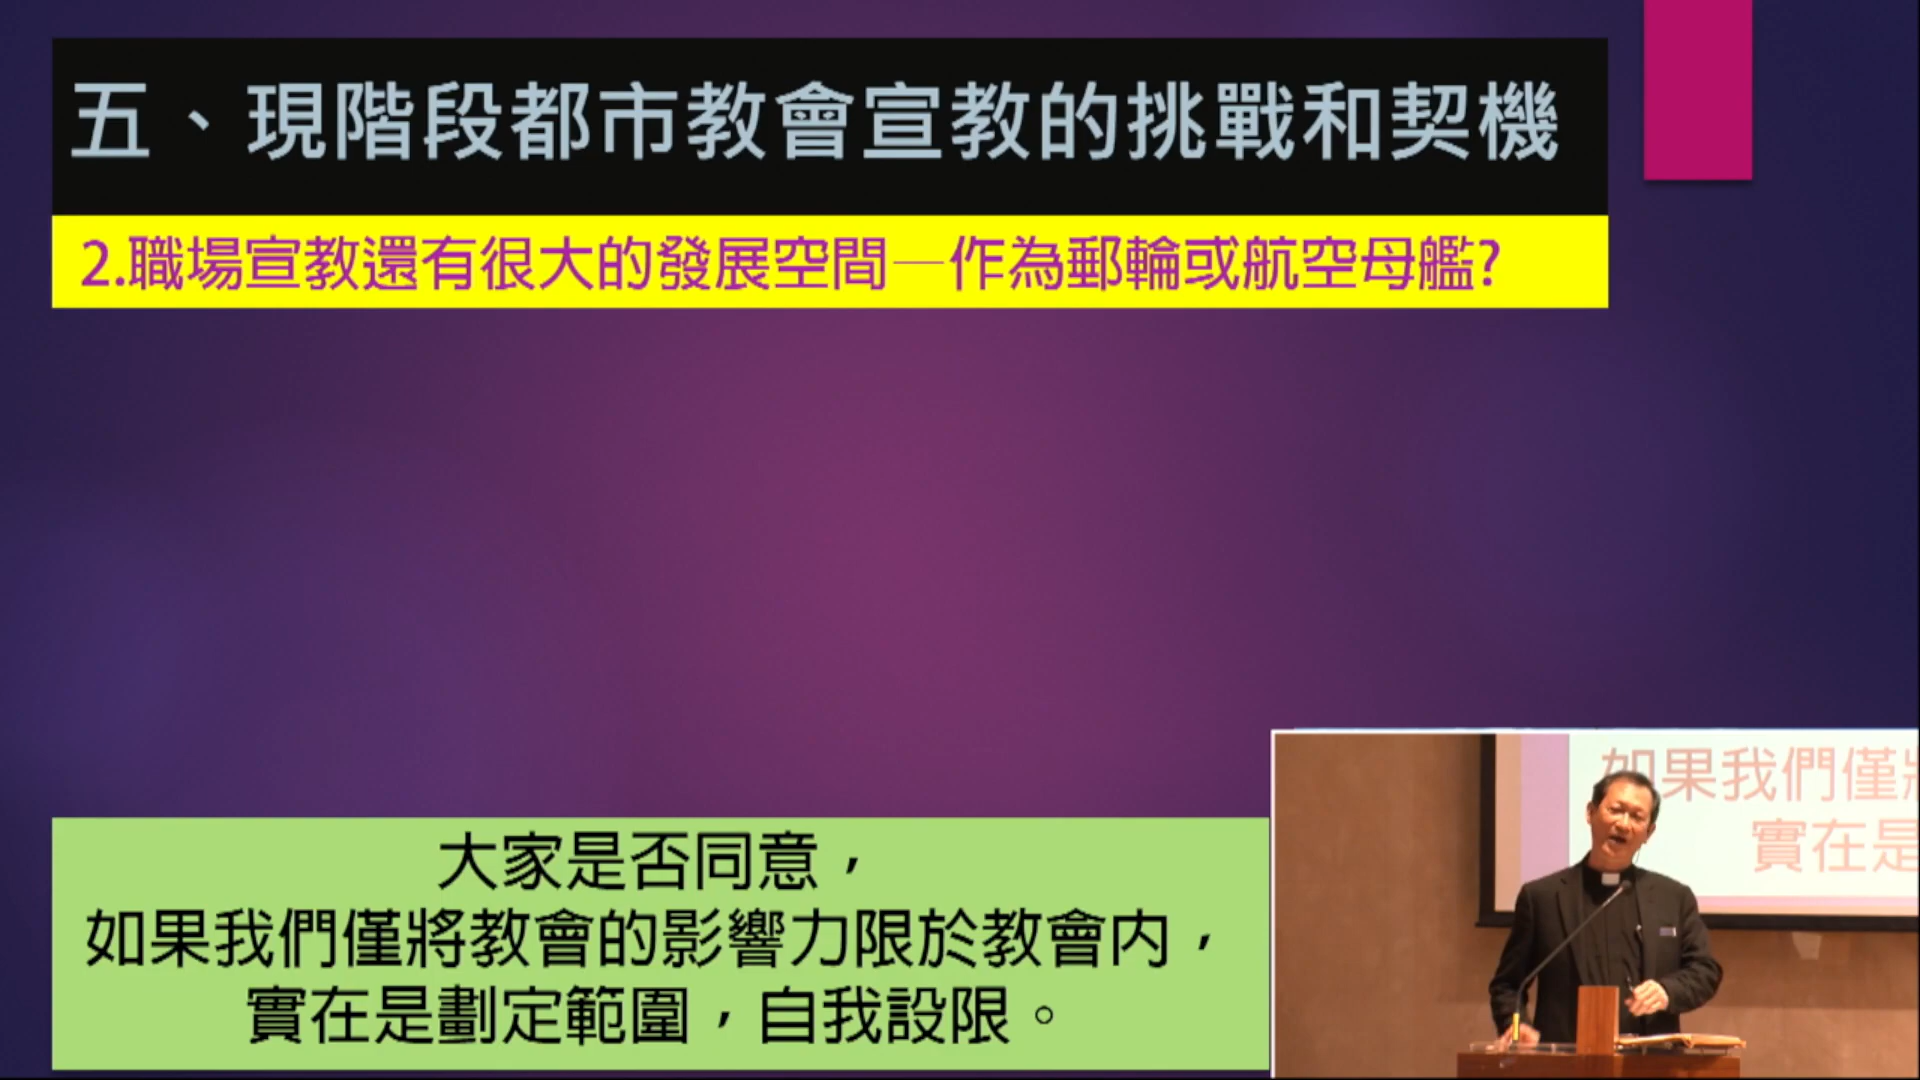 五、現階段都市教會宣教的挑戰和契機
2.職場宣教還有很大的發展空間—作為郵輪或航空母艦?
大家是否同意，
如果我們僅將教會的影響力限於教會內，
實在是劃定範圍，自我設限。
如果我們僅
實在是